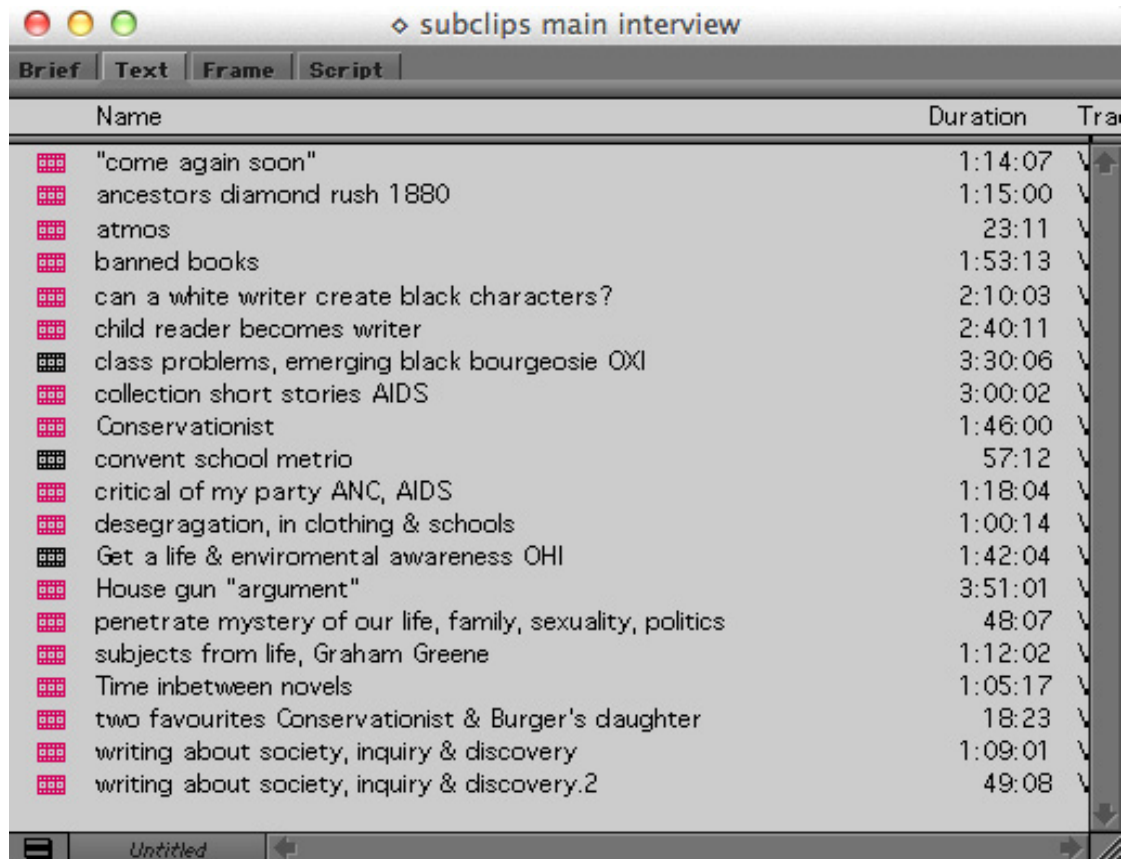 ⋄ subclips main interview
Brief Text Frame Script
Name Duration
"come again soon" 1:14:07
ancestors diamond rush 1880 1:15:00
atmos 23:11
banned books 1:53:13
can a white writer create black characters? 2:10:03
child reader becomes writer 2:40:11
class problems, emerging black bourgeosie OXI 3:30:06
collection short stories AIDS 3:00:02
Conservationist 1:46:00
convent school metrio 57:12
critical of my party ANC, AIDS 1:18:04
desegragation, in clothing & schools 1:00:14
Get a life & enviromental awareness OHI 1:42:04
House gun "argument" 3:51:01
penetrate mystery of our life, family, sexuality, politics 48:07
subjects from life, Graham Greene 1:12:02
Time inbetween novels 1:05:17
two favourites Conservationist & Burger's daughter 18:23
writing about society, inquiry & discovery 1:09:01
writing about society, inquiry & discovery.2 49:08
Untitled